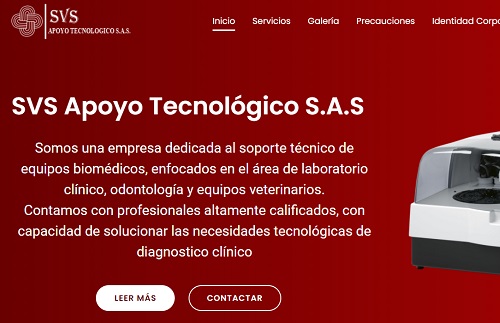 SVS
APOYO TECNOLOGICO S.A.S.
Inicio Servicios Galería Precauciones Identidad Corpo
SVS Apoyo Tecnológico S.A.S
Somos una empresa dedicada al soporte técnico de
equipos biomédicos, enfocados en el área de laboratorio
clínico, odontología y equipos veterinarios.
Contamos con profesionales altamente calificados, con
capacidad de solucionar las necesidades tecnológicas de
diagnostico clínico
LEER MÁS CONTACTAR